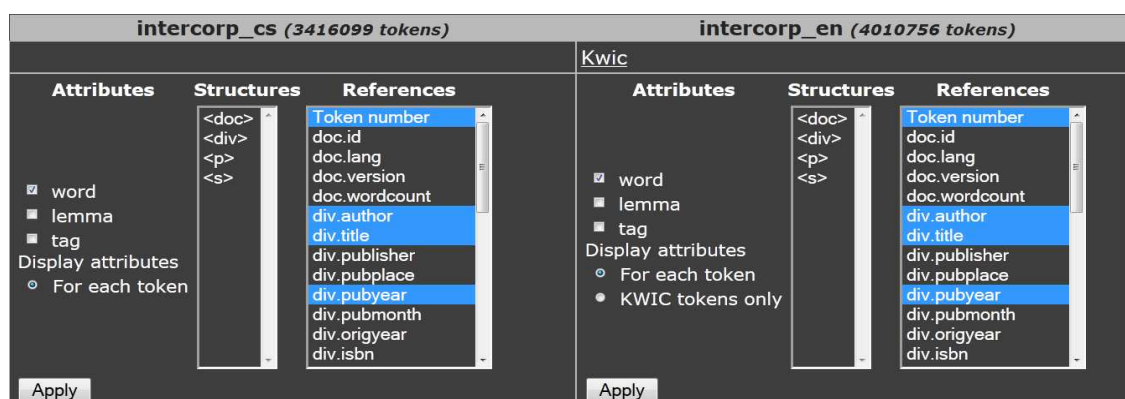 intercorp_cs (3416099 tokens)
Attributes Structures References
<doc>
<div>
<p>
<s>
Token number
doc.id
doc.lang
doc.version
doc.wordcount
div.author
div.title
div.publisher
div.pubplace
div.pubyear
div.pubmonth
div.origyear
div.isbn
word
lemma
tag
Display attributes
For each token
Apply
intercorp_en (4010756 tokens)
Kwic
Attributes Structures References
<doc>
<div>
<p>
<s>
Token number
doc.id
doc.lang
doc.version
doc.wordcount
div.author
div.title
div.publisher
div.pubplace
div.pubyear
div.pubmonth
div.origyear
div.isbn
word
lemma
tag
Display attributes
For each token
KWIC tokens only
Apply